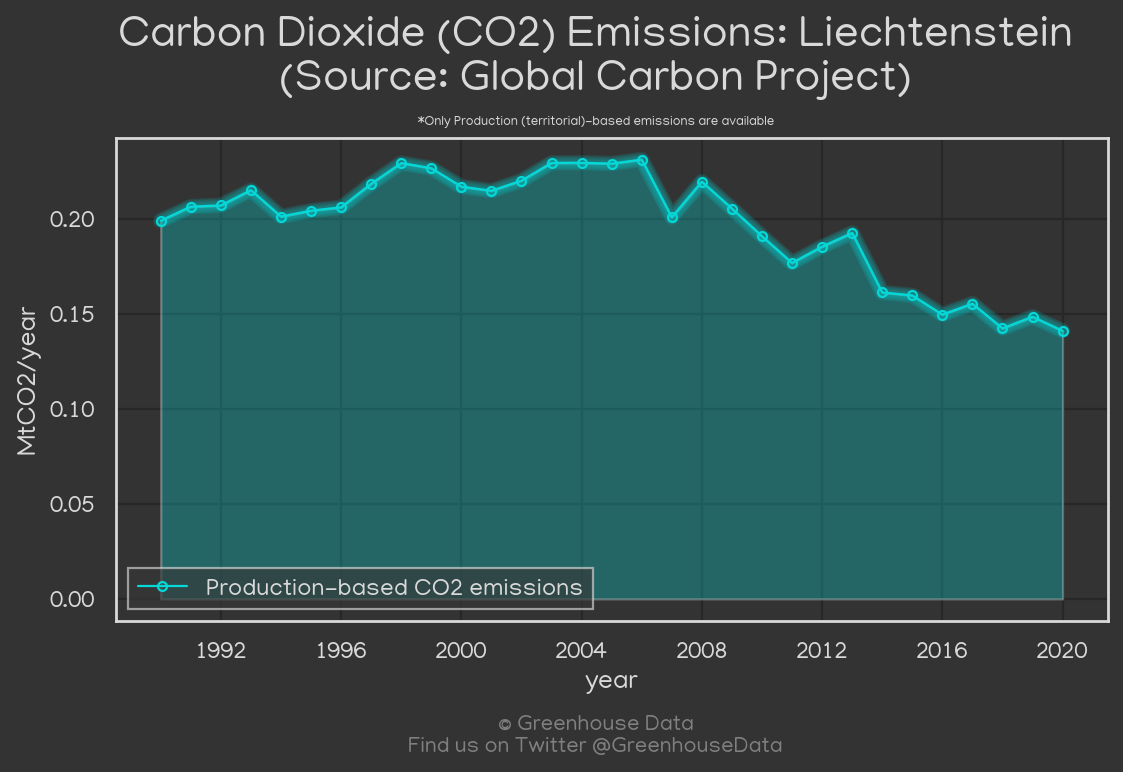 Carbon Dioxide (CO2) Emissions: Liechtenstein
(Source: Global Carbon Project)
*Only Production (territorial)-based emissions are available
MtCO2/year
0.20
0.15
0.10
0.05
0.00
Production-based CO2 emissions
1992 1996 2000 2004 2008 2012 2016 2020
year
© Greenhouse Data
Find us on Twitter @GreenhouseData